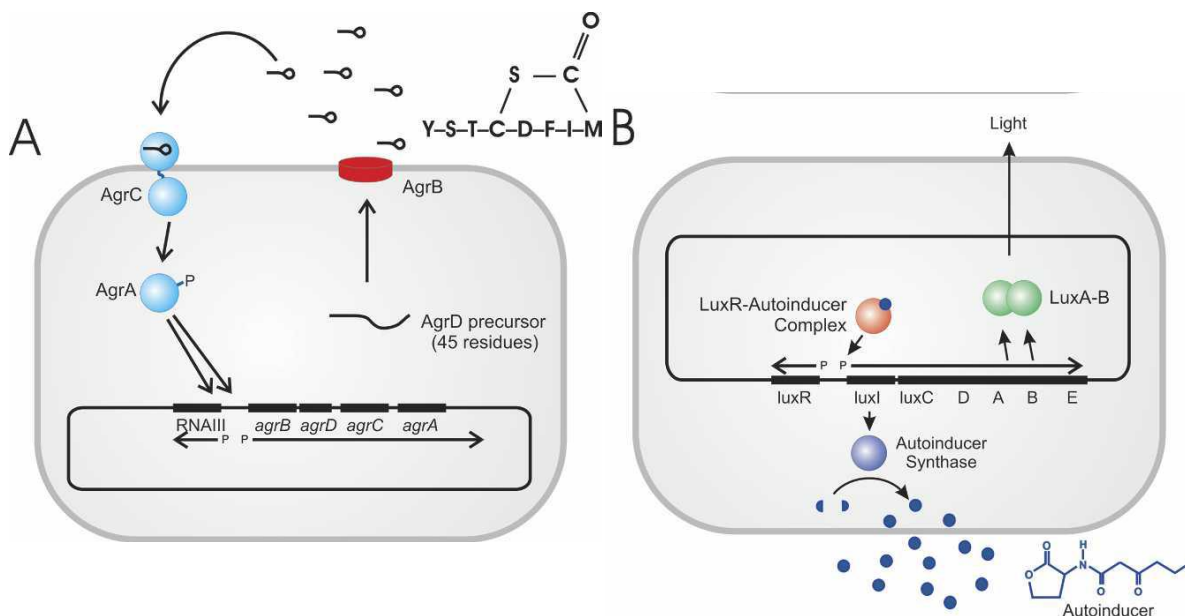 A
O
S — C
Y–S–T–C–D–F–I–M
AgrC
AgrB
AgrA
P
AgrD precursor
(45 residues)
RNAIII
agrB
agrD
agrC
agrA
P P
B
Light
LuxR-Autoinducer
Complex
LuxA-B
P P
luxR
luxI
luxC
D
A
B
E
Autoinducer
Synthase
O
O
H
N
O
O
Autoinducer